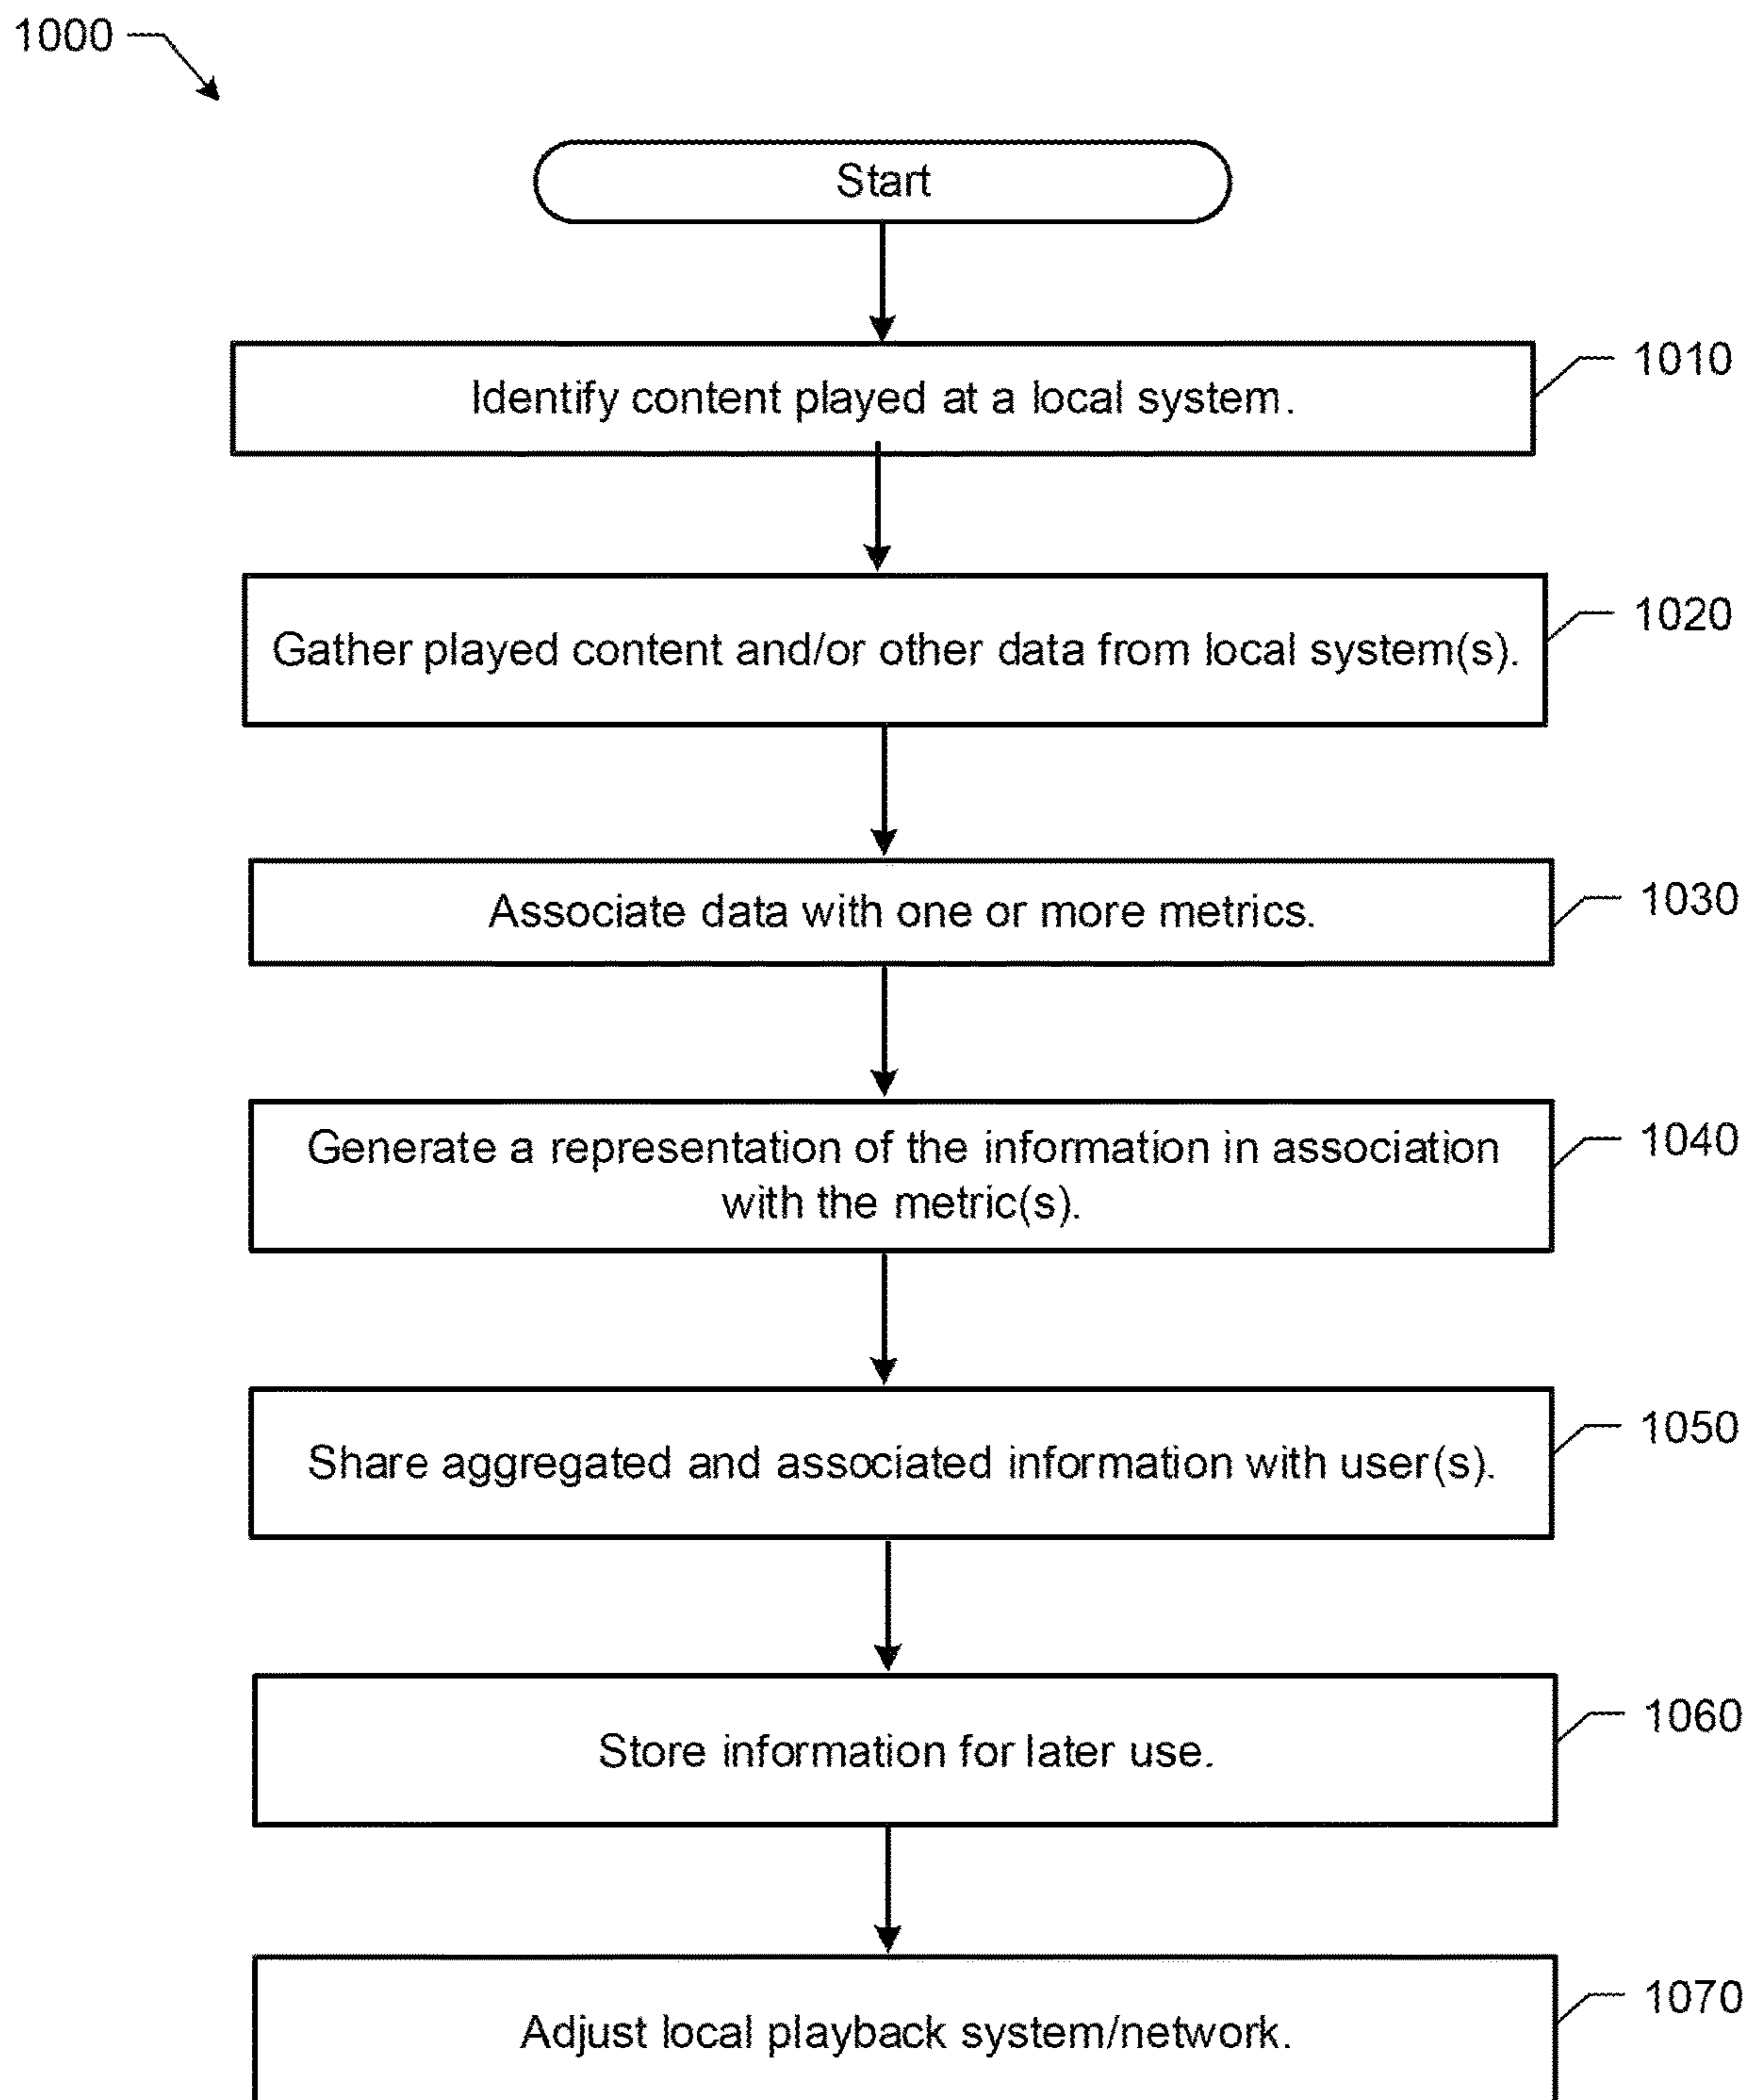 1000
Start
Identify content played at a local system.
1010
Gather played content and/or other data from local system(s).
1020
Associate data with one or more metrics.
1030
Generate a representation of the information in association
with the metric(s).
1040
Share aggregated and associated information with user(s).
1050
Store information for later use.
1060
Adjust local playback system/network.
1070